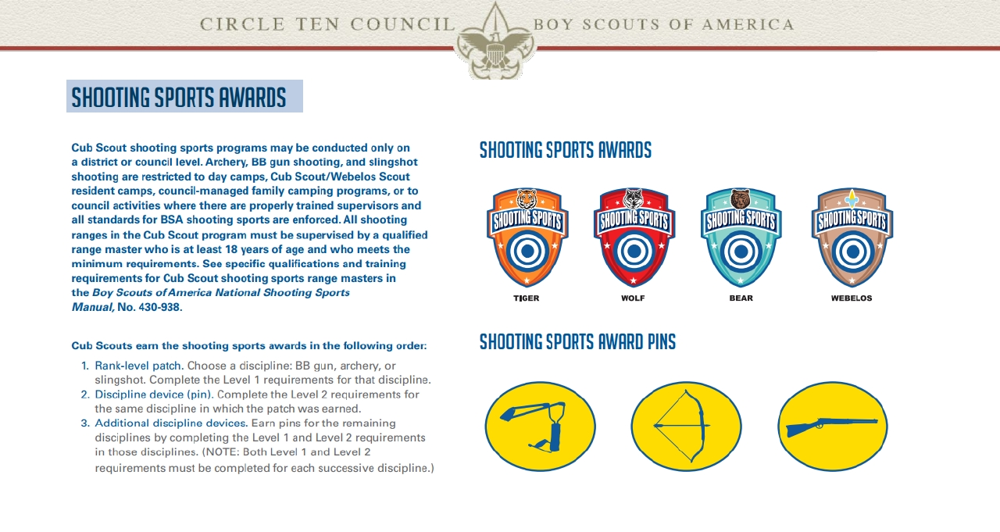 CIRCLE TEN COUNCIL BOY SCOUTS OF AMERICA
SHOOTING SPORTS AWARDS
Cub Scout shooting sports programs may be conducted only on
a district or council level. Archery, BB gun shooting, and slingshot
shooting are restricted to day camps, Cub Scout/Webelos Scout
resident camps, council-managed family camping programs, or to
council activities where there are properly trained supervisors and
all standards for BSA shooting sports are enforced. All shooting
ranges in the Cub Scout program must be supervised by a qualified
range master who is at least 18 years of age and who meets the
minimum requirements. See specific qualifications and training
requirements for Cub Scout shooting sports range masters in
the Boy Scouts of America National Shooting Sports
Manual, No. 430-938.
Cub Scouts earn the shooting sports awards in the following order:
1. Rank-level patch. Choose a discipline: BB gun, archery, or
slingshot. Complete the Level 1 requirements for that discipline.
2. Discipline device (pin). Complete the Level 2 requirements for
the same discipline in which the patch was earned.
3. Additional discipline devices. Earn pins for the remaining
disciplines by completing the Level 1 and Level 2 requirements
in those disciplines. (NOTE: Both Level 1 and Level 2
requirements must be completed for each successive discipline.)
SHOOTING SPORTS AWARDS
SHOOTING SPORTS
SHOOTING SPORTS
SHOOTING SPORTS
SHOOTING SPORTS
TIGER
WOLF
BEAR
WEBELOS
SHOOTING SPORTS AWARD PINS